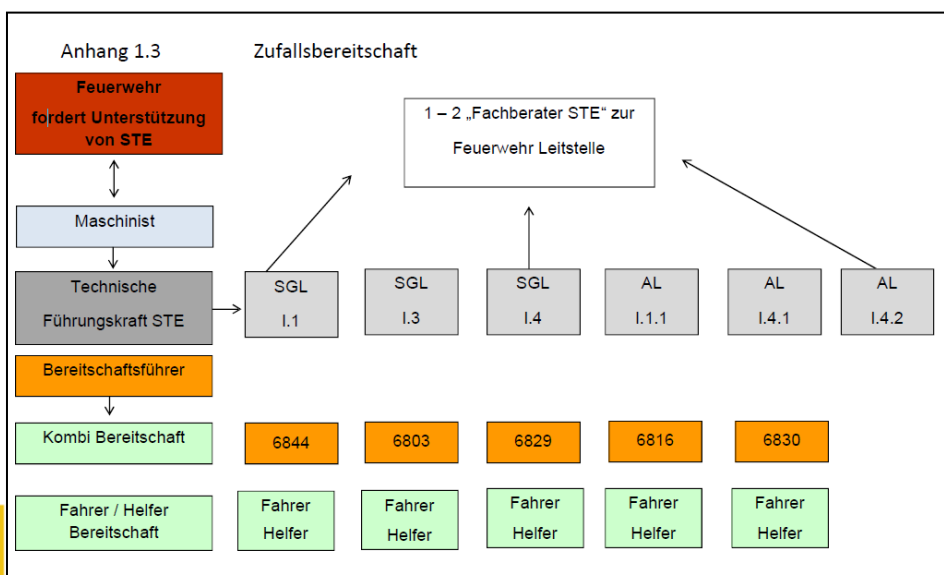 Anhang 1.3
Zufallsbereitschaft
Feuerwehr
fordert Unterstützung
von STE
1 – 2 „Fachberater STE“ zur
Feuerwehr Leitstelle
Maschinist
Technische
Führungskraft STE
SGL
I.1
SGL
I.3
SGL
I.4
AL
I.1.1
AL
I.4.1
AL
I.4.2
Bereitschaftsführer
Kombi Bereitschaft
6844
6803
6829
6816
6830
Fahrer / Helfer
Bereitschaft
Fahrer
Helfer
Fahrer
Helfer
Fahrer
Helfer
Fahrer
Helfer
Fahrer
Helfer